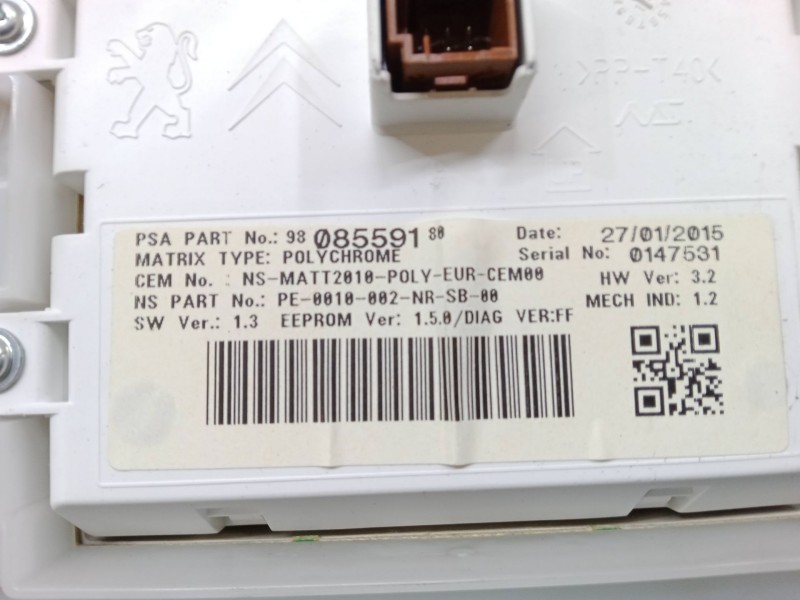 >PP-T40<
NS
PSA PART No.: 98 085591 80 Date: 27/01/2015
MATRIX TYPE: POLYCHROME Serial No: 0147531
CEM No. : NS-MATT2010-POLY-EUR-CEM00 HW Ver: 3.2
NS PART No.: PE-0010-002-NR-SB-00 MECH IND: 1.2
SW Ver.: 1.3 EEPROM Ver: 1.5.0/DIAG VER:FF